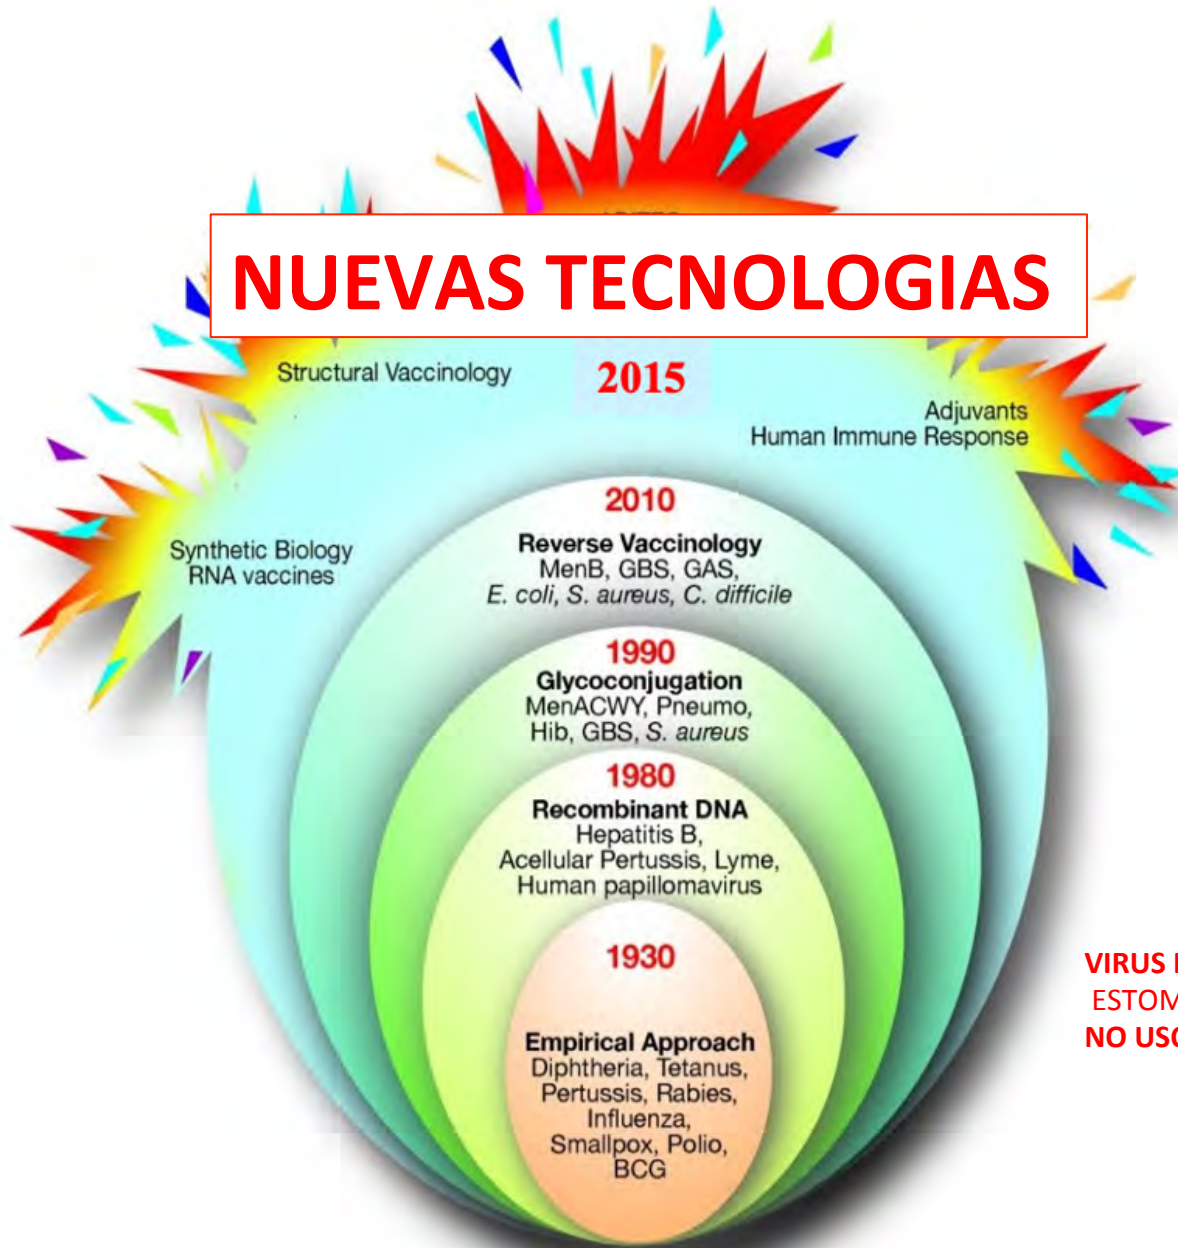 NUEVAS TECNOLOGIAS
Structural Vaccinology
2015
Adjuvants
Human Immune Response
Synthetic Biology
RNA vaccines
2010
Reverse Vaccinology
MenB, GBS, GAS,
E. coli, S. aureus, C. difficile
1990
Glycoconjugation
MenACWY, Pneumo,
Hib, GBS, S. aureus
1980
Recombinant DNA
Hepatitis B,
Acellular Pertussis, Lyme,
Human papillomavirus
1930
Empirical Approach
Diphtheria, Tetanus,
Pertussis, Rabies,
Influenza,
Smallpox, Polio,
BCG
VIRUS
NO